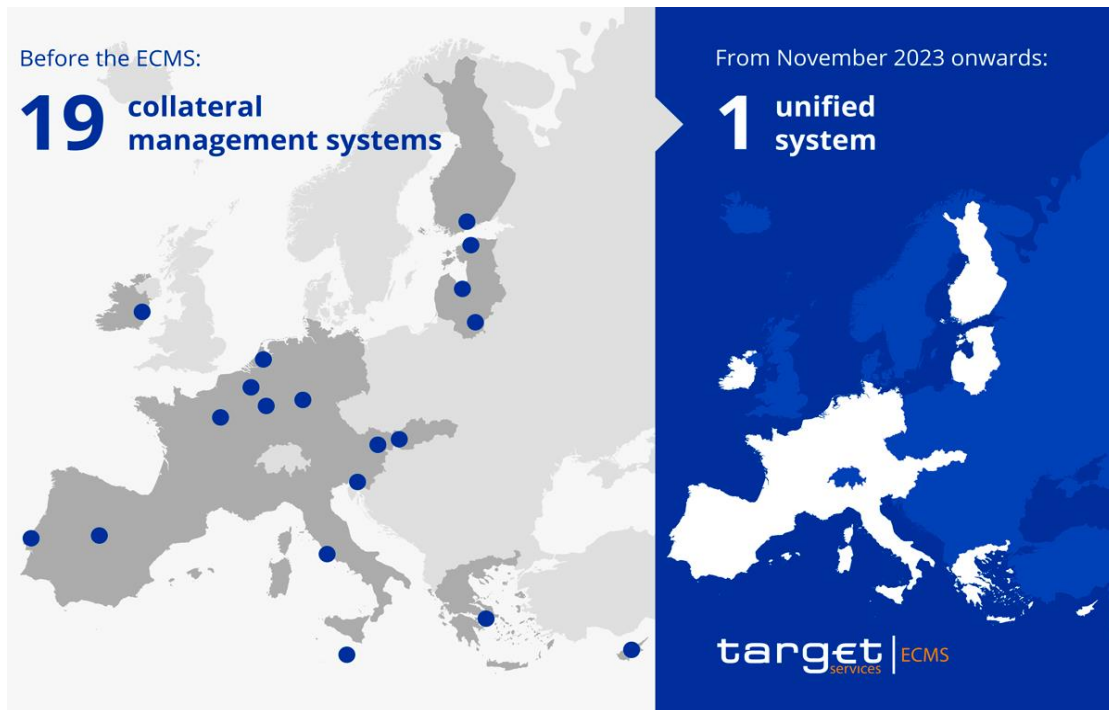 Before the ECMS:
19 collateral
management systems
From November 2023 onwards:
1 unified
system
target
services
ECMS